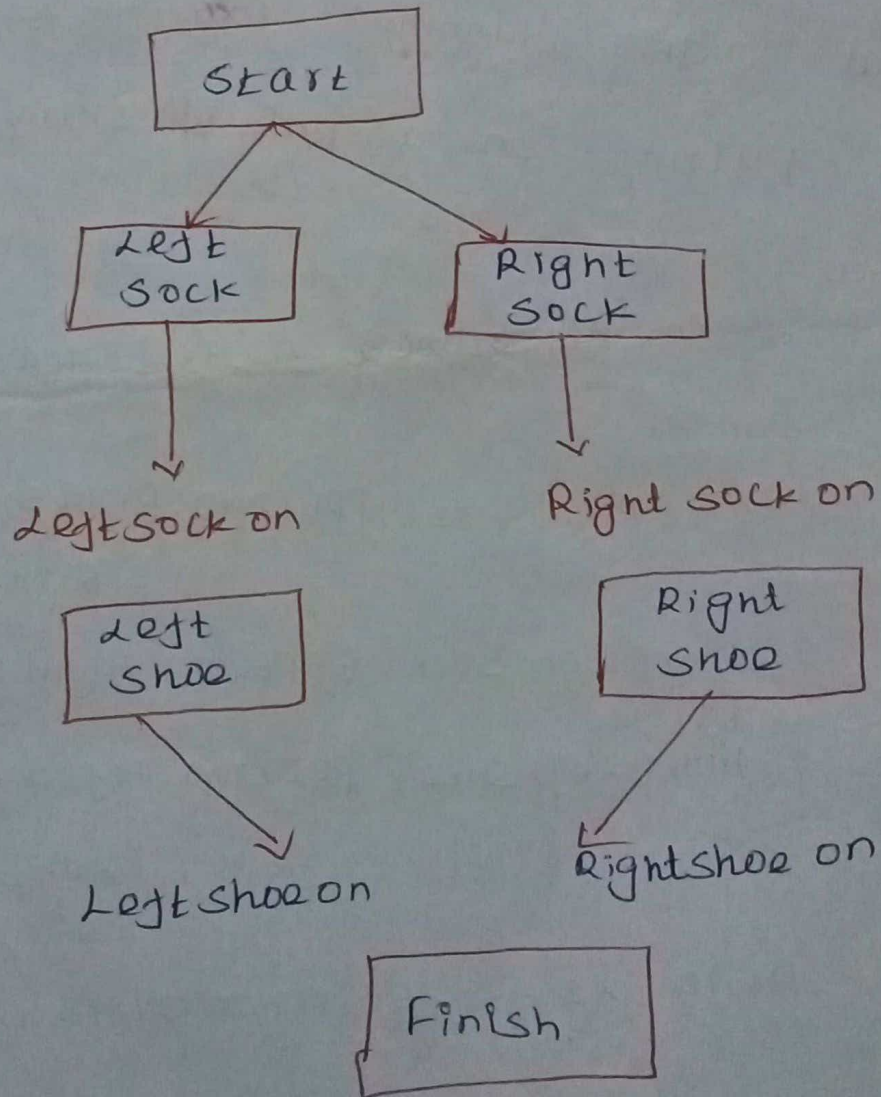 Start
Left
Sock
Right
Sock
Left sock on
Right sock on
Left
Shoe
Right
Shoe
Left shoe on
Right shoe on
Finish